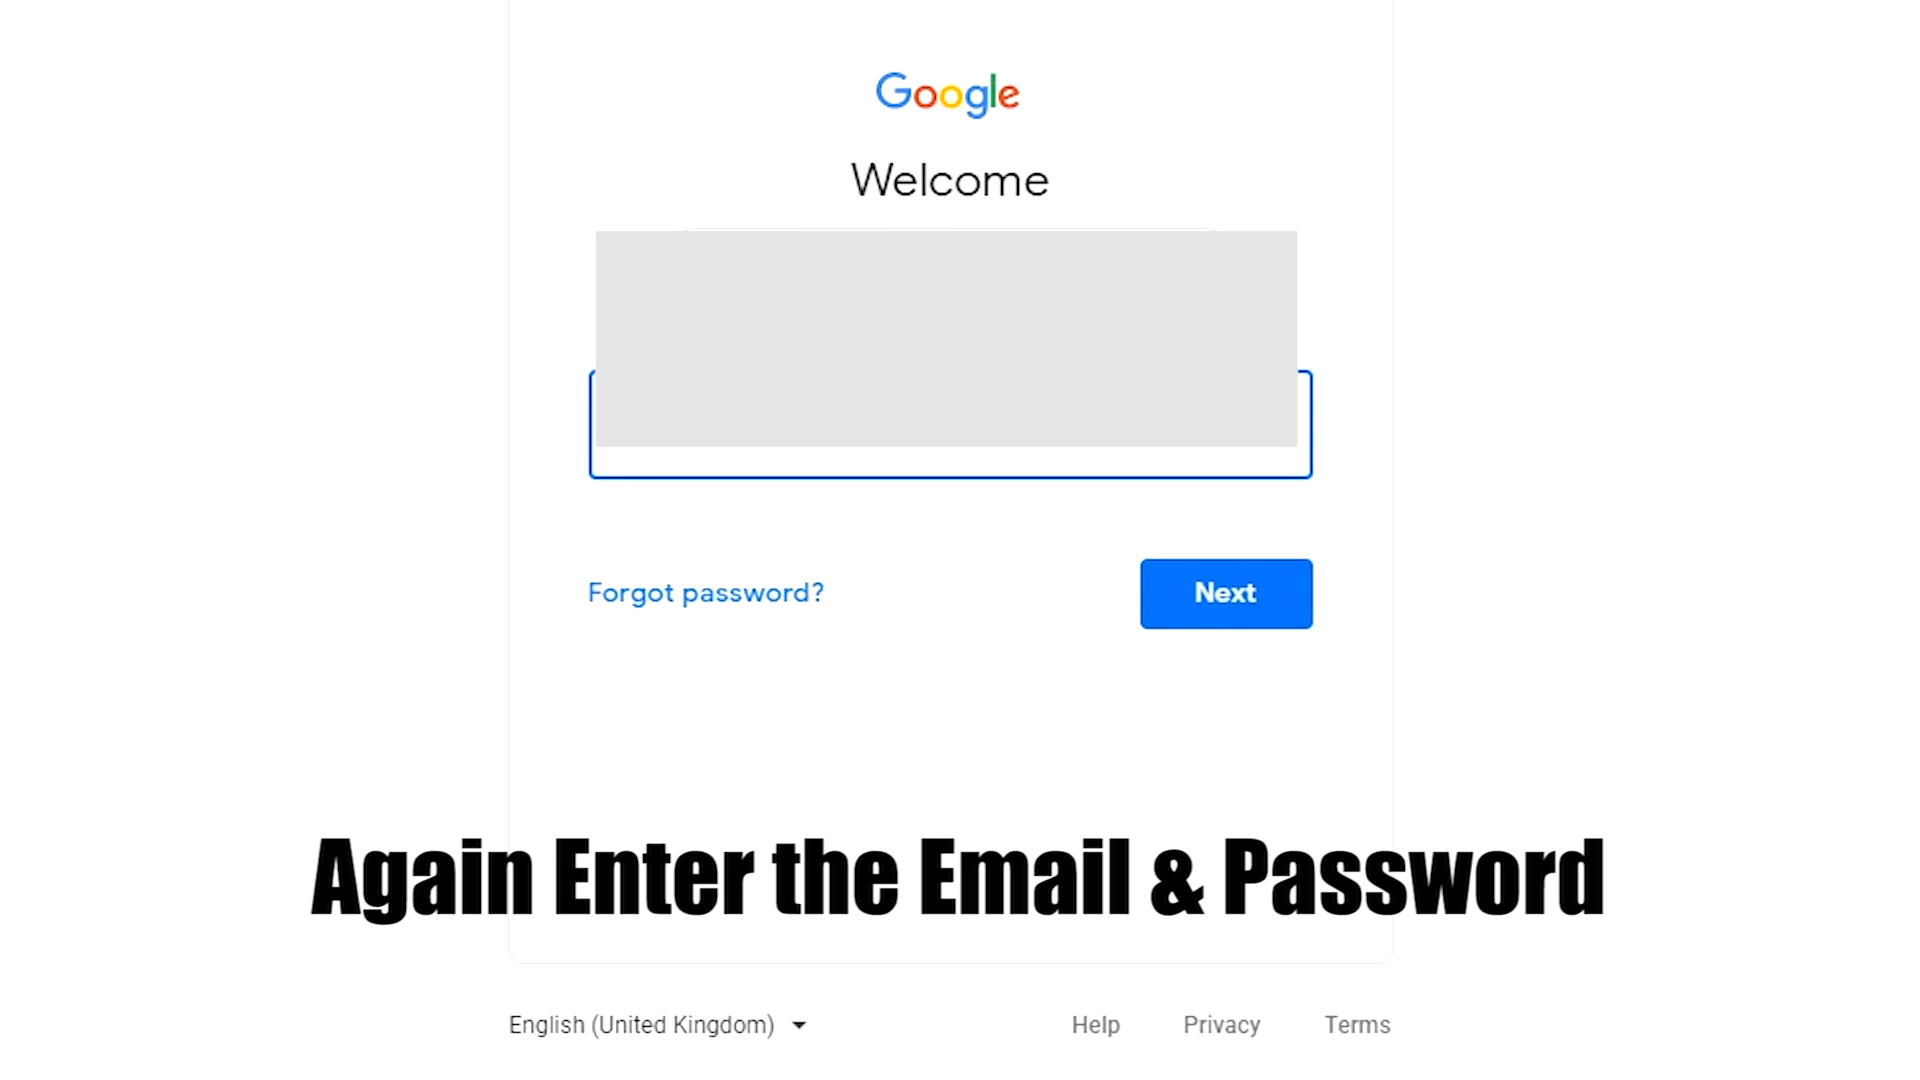 Google
Welcome
Forgot password?
Next
Again Enter the Email & Password
English (United Kingdom)
Help
Privacy
Terms